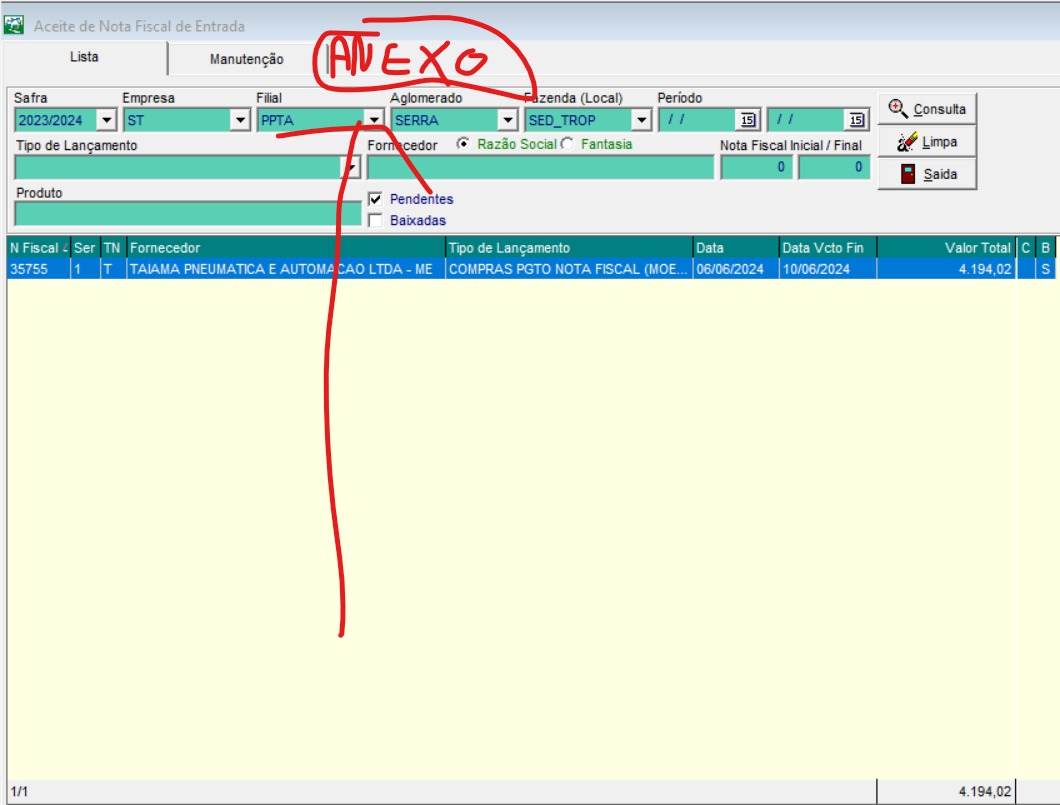 Aceite de Nota Fiscal de Entrada
Lista Manutenção ANEXO
Safra Empresa Filial Aglomerado Fazenda (Local) Período
2023/2024 ST PPTA SERRA SED_TROP / / 15 / / 15 Consulta
Tipo de Lançamento Fornecedor Razão Social Fantasia Nota Fiscal Inicial / Final Limpa
0 0 Saida
Produto Pendentes
Baixadas
N Fiscal Ser TN Fornecedor Tipo de Lançamento Data Data Vcto Fin Valor Total C B
35755 1 T TAIAMA PNEUMATICA E AUTOMACAO LTDA - ME COMPRAS PGTO NOTA FISCAL (MOE... 06/06/2024 10/06/2024 4.194,02 S
1/1 4.194,02